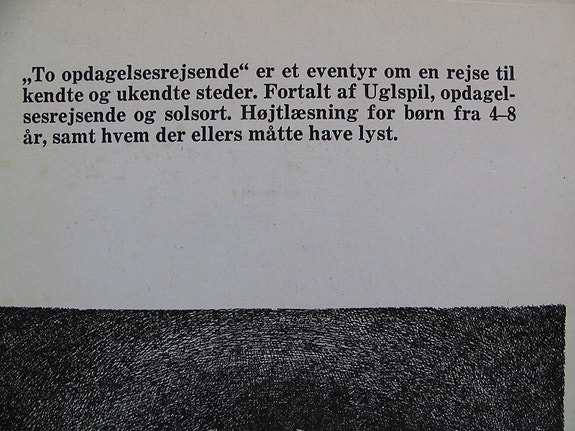 „To opdagelsesrejsende“ er et eventyr om en rejse til
kendte og ukendte steder. Fortalt af Uglspil, opdagel-
sesrejsende og solsort. Højtlæsning for børn fra 4–8
år, samt hvem der ellers måtte have lyst.